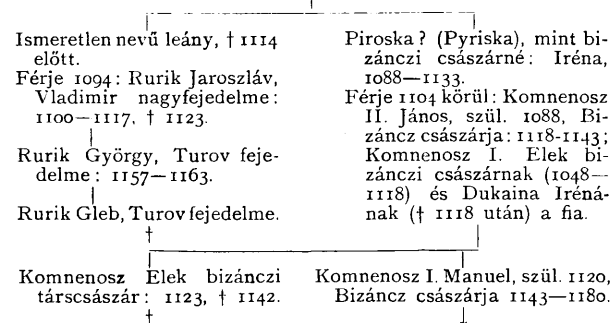 Ismeretlen nevű leány, † 1114
előtt.
Férje 1094: Rurik Jaroszláv,
Vladimir nagyfejedelme:
1100—1117, † 1123.
Rurik György, Turov feje-
delme: 1157—1163.
Rurik Gleb, Turov fejedelme.
†
Piroska? (Pyriska), mint bi-
zánczi császárné: Iréna,
1088—1133.
Férje 1104 körül: Komnenosz
II. János, szül. 1088, Bi-
záncz császárja: 1118-1143;
Komnenosz I. Elek bi-
zánczi császárnak (1048—
1118) és Dukaina Iréná-
nak († 1118 után) a fia.
Komnenosz Elek bizánczi
társcsászár: 1123, † 1142.
†
Komnenosz I. Manuel, szül. 1120,
Bizáncz császárja 1143—1180.